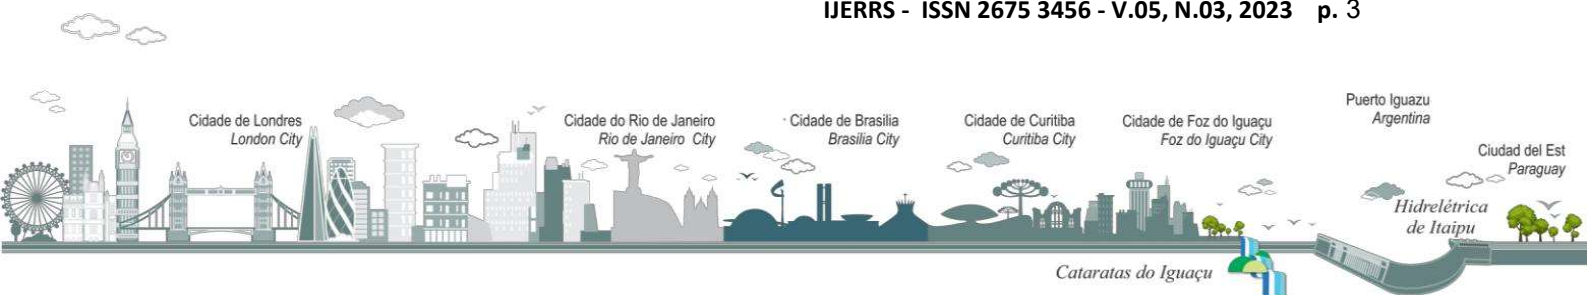 IJERRS - ISSN 2675 3456 - V.05, N.03, 2023 p. 3
Cidade de Londres
London City
Cidade do Rio de Janeiro
Rio de Janeiro City
Cidade de Brasilia
Brasilia City
Cidade de Curitiba
Curitiba City
Cidade de Foz do Iguaçu
Foz do Iguaçu City
Puerto Iguazu
Argentina
Ciudad del Est
Paraguay
Hidrelétrica
de Itaipu
Cataratas do Iguaçu